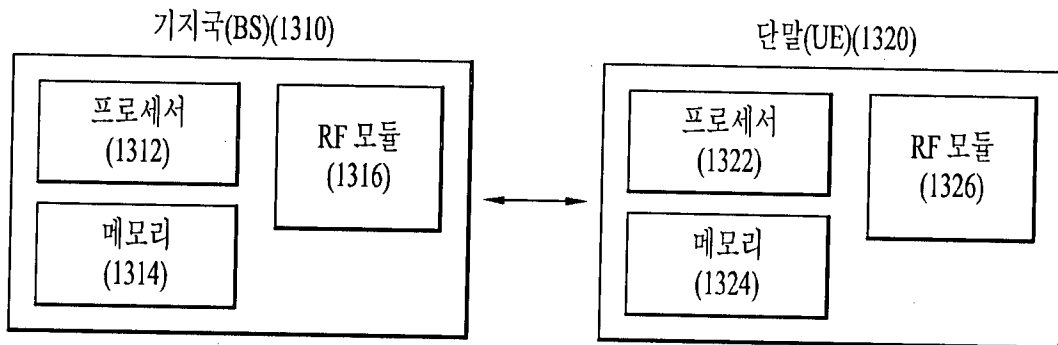 기지국(BS)(1310)
프로세서
(1312)
RF 모듈
(1316)
메모리
(1314)
단말(UE)(1320)
프로세서
(1322)
RF 모듈
(1326)
메모리
(1324)